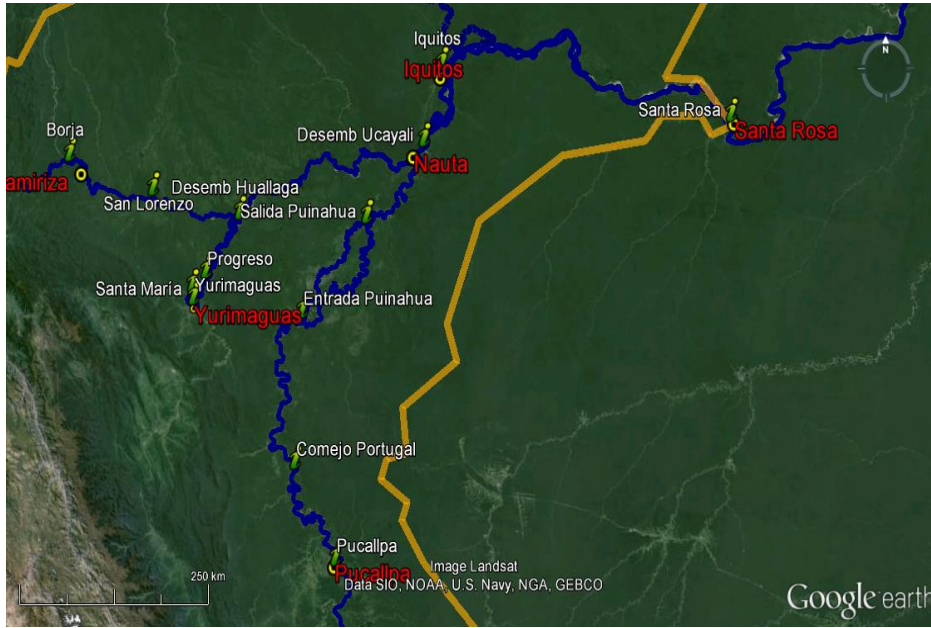 Iquitos
Iquitos
Santa Rosa
Santa Rosa
Borja
Desemb Ucayali
Nauta
amiriza
San Lorenzo
Desemb Huallaga
Salida Puinahua
Progreso
Santa María
Yurimaguas
Yurimaguas
Entrada Puinahua
Comejo Portugal
Pucallpa
Pucallpa
Image Landsat
Data SIO, NOAA, U.S. Navy, NGA, GEBCO
250 km
N
Google earth